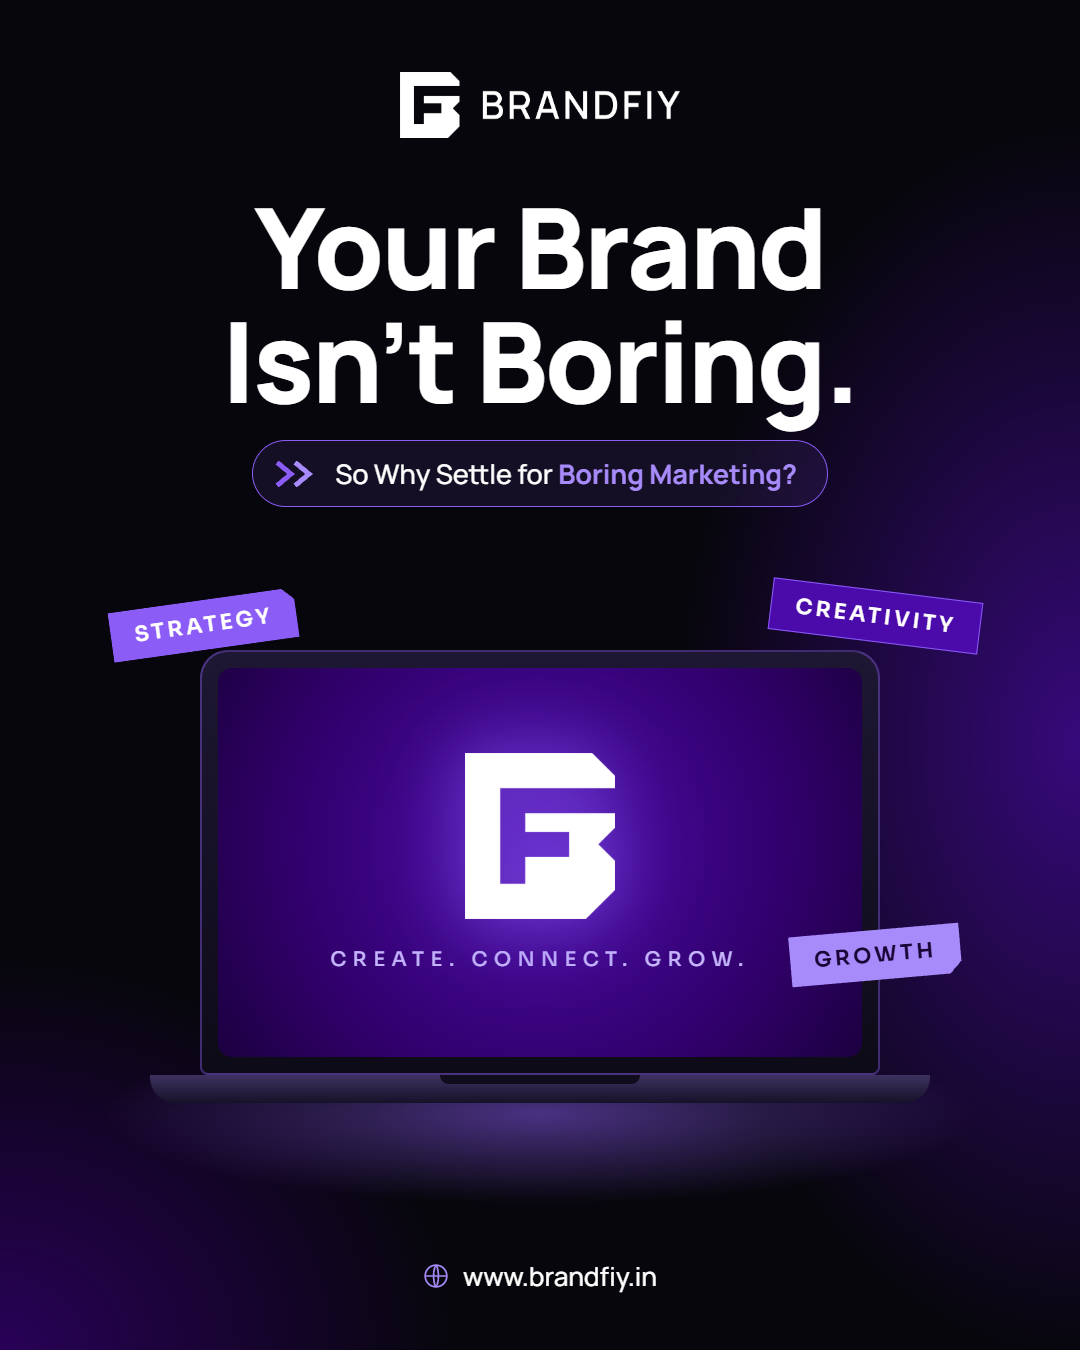 BRANDFIY
Your Brand
Isn’t Boring.
So Why Settle for Boring Marketing?
STRATEGY
CREATIVITY
CREATE. CONNECT. GROW.
GROWTH
www.brandfiy.in